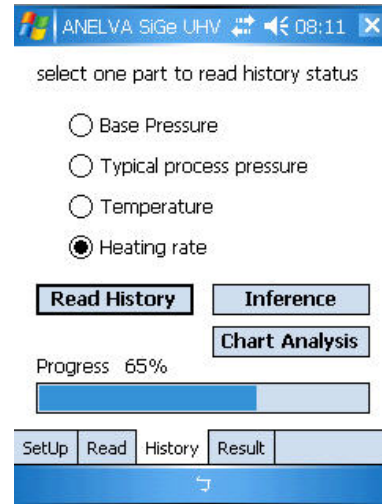 ANELVA SiGe UHV 08:11
select one part to read history status
Base Pressure
Typical process pressure
Temperature
Heating rate
Read History Inference
Chart Analysis
Progress 65%
SetUp Read History Result